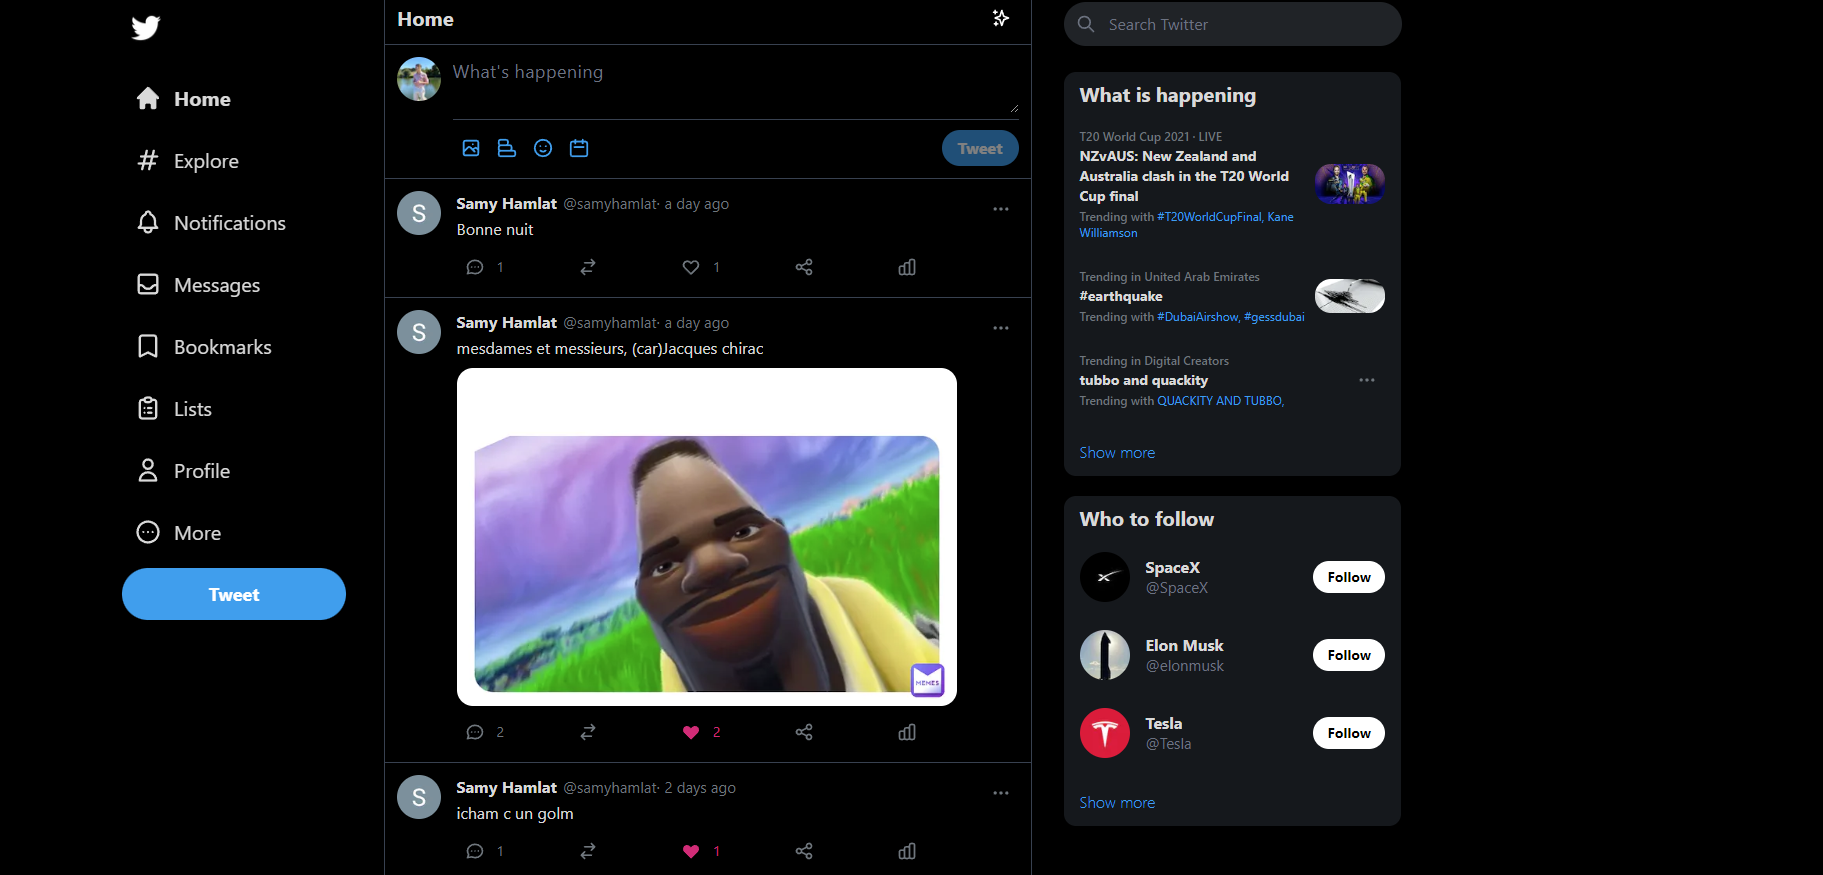 Home
Explore
Notifications
Messages
Bookmarks
Lists
Profile
More
Tweet
Home
What's happening
Tweet
S
Samy Hamlat @samyhamlat· a day ago
Bonne nuit
1
1
S
Samy Hamlat @samyhamlat· a day ago
mesdames et messieurs, (car)Jacques chirac
MEMES
2
2
S
Samy Hamlat @samyhamlat· 2 days ago
icham c un golm
1
1
Search Twitter
What is happening
T20 World Cup 2021 · LIVE
NZvAUS: New Zealand and
Australia clash in the T20 World
Cup final
Trending with #T20WorldCupFinal, Kane
Williamson
Trending in United Arab Emirates
#earthquake
Trending with #DubaiAirshow, #gessdubai
Trending in Digital Creators
tubbo and quackity
Trending with QUACKITY AND TUBBO,
Show more
Who to follow
SpaceX
@SpaceX
Follow
Elon Musk
@elonmusk
Follow
Tesla
@Tesla
Follow
Show more